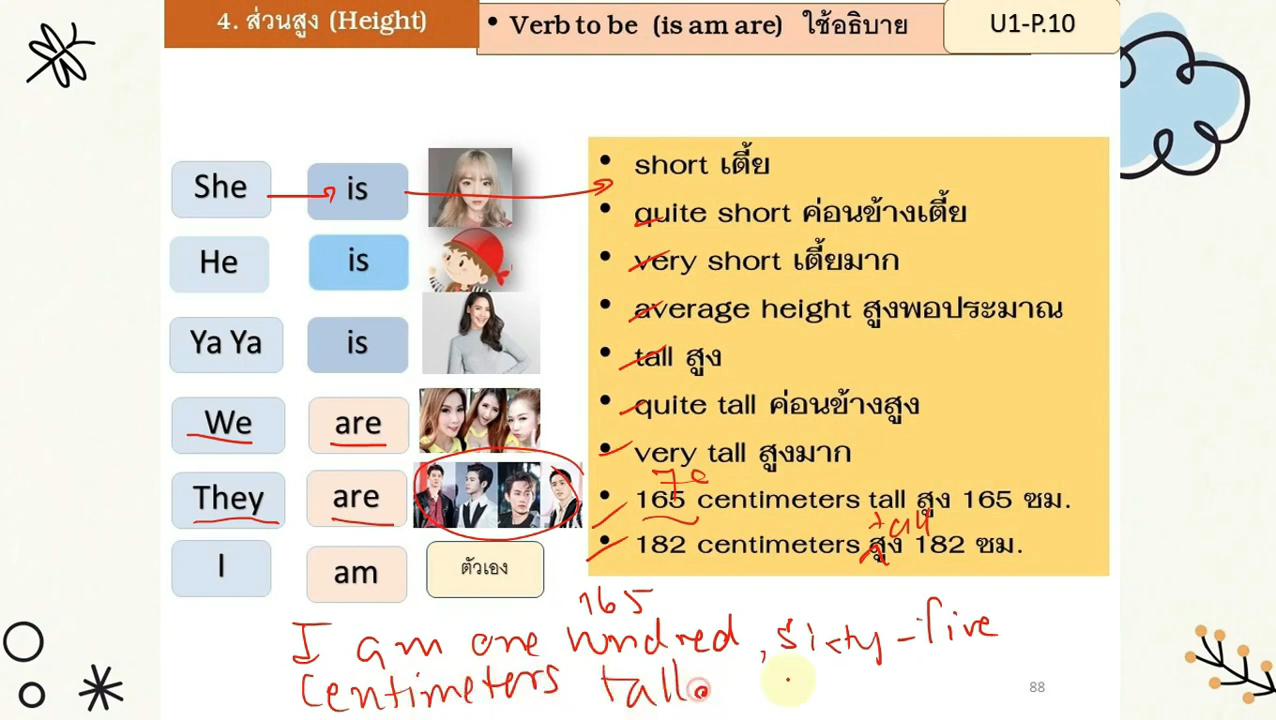 4. ส่วนสูง (Height)
• Verb to be (is am are) ใช้อธิบาย
U1-P.10
She is
He is
Ya Ya is
We are
They are
I am ตัวเอง
• short เตี้ย
• quite short ค่อนข้างเตี้ย
• very short เตี้ยมาก
• average height สูงพอประมาณ
• tall สูง
• quite tall ค่อนข้างสูง
• very tall สูงมาก
70
• 165 centimeters tall สูง 165 ซม.
tall
• 182 centimeters สูง 182 ซม.
165
I am one hundred, sixty-five
centimeters tall.
88